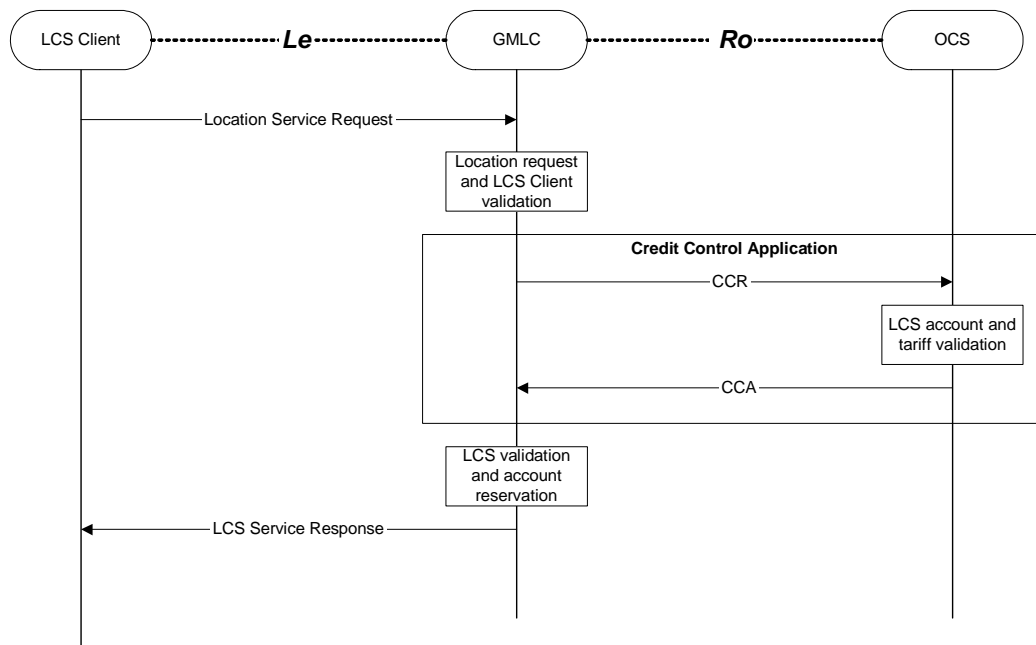 LCS Client
Le
GMLC
Ro
OCS
Location Service Request
Location request
and LCS Client
validation
Credit Control Application
CCR
LCS account and
tariff validation
CCA
LCS validation
and account
reservation
LCS Service Response